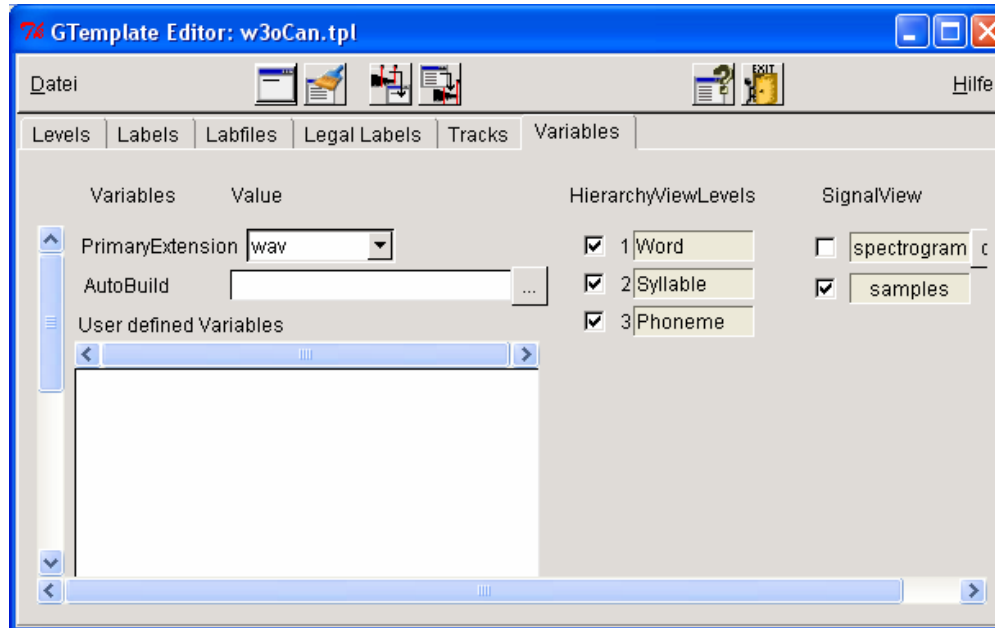 GTemplate Editor: w3oCan.tpl
Datei
EXIT
Hilfe
Levels Labels Labfiles Legal Labels Tracks Variables
Variables Value HierarchyViewLevels SignalView
PrimaryExtension wav 1 Word spectrogram c
AutoBuild ... 2 Syllable samples
User defined Variables 3 Phoneme